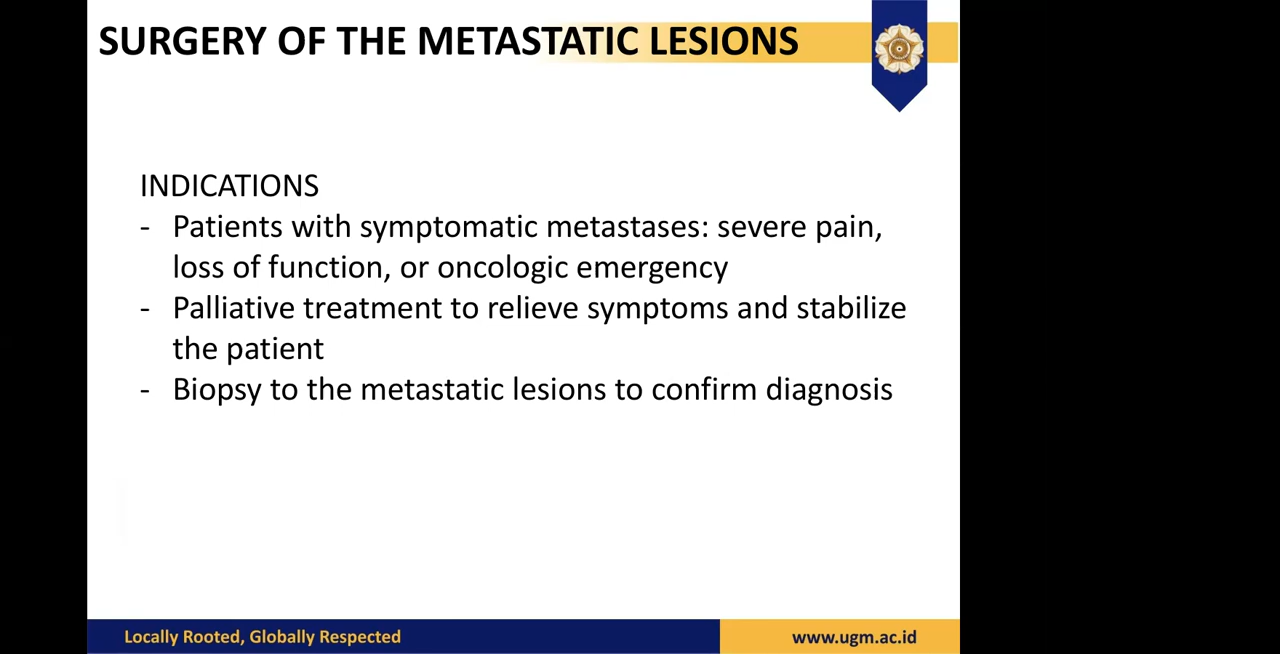 SURGERY OF THE METASTATIC LESIONS
INDICATIONS
- Patients with symptomatic metastases: severe pain,
loss of function, or oncologic emergency
- Palliative treatment to relieve symptoms and stabilize
the patient
- Biopsy to the metastatic lesions to confirm diagnosis
Locally Rooted, Globally Respected
www.ugm.ac.id